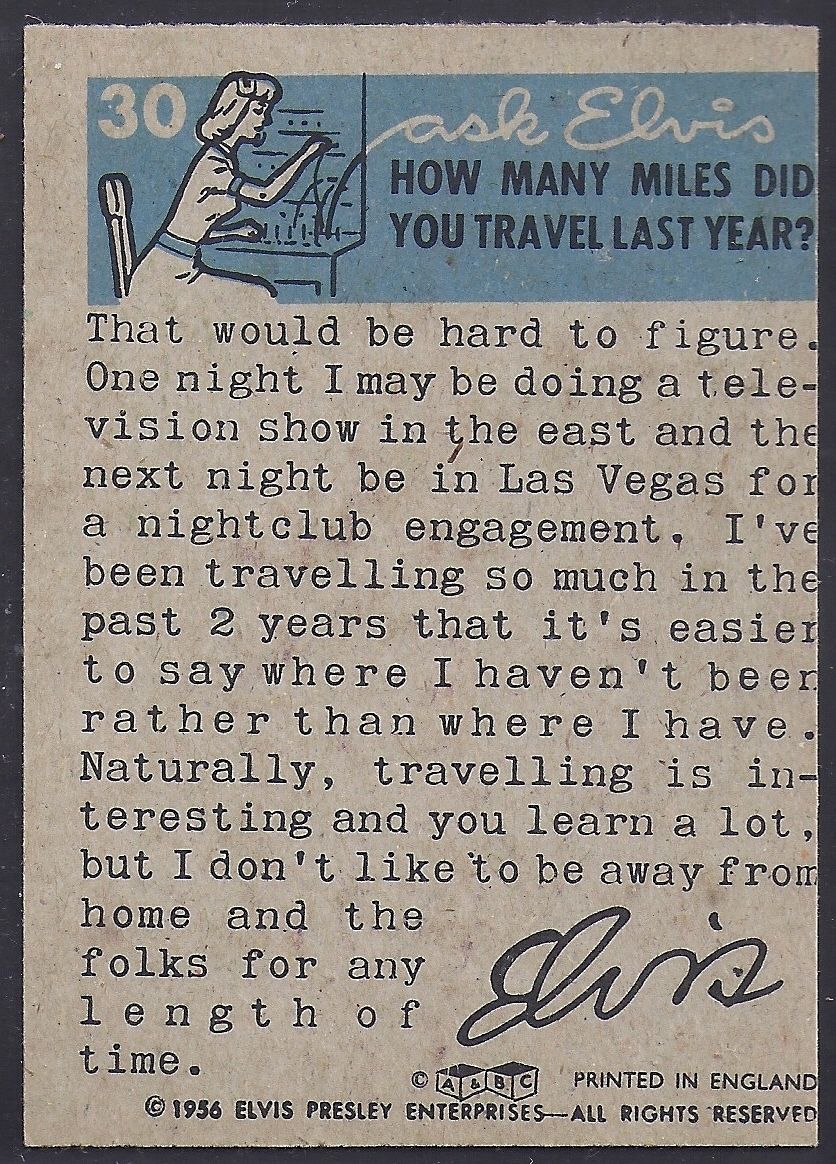 30
ask Elvis
HOW MANY MILES DID
YOU TRAVEL LAST YEAR?
That would be hard to figure.
One night I may be doing a tele-
vision show in the east and the
next night be in Las Vegas for
a nightclub engagement. I've
been travelling so much in the
past 2 years that it's easier
to say where I haven't been
rather than where I have.
Naturally, travelling is in-
teresting and you learn a lot,
but I don't like to be away from
home and the
folks for any
length of
time.
Elvis
© A & B C PRINTED IN ENGLAND
© 1956 ELVIS PRESLEY ENTERPRISES—ALL RIGHTS RESERVED